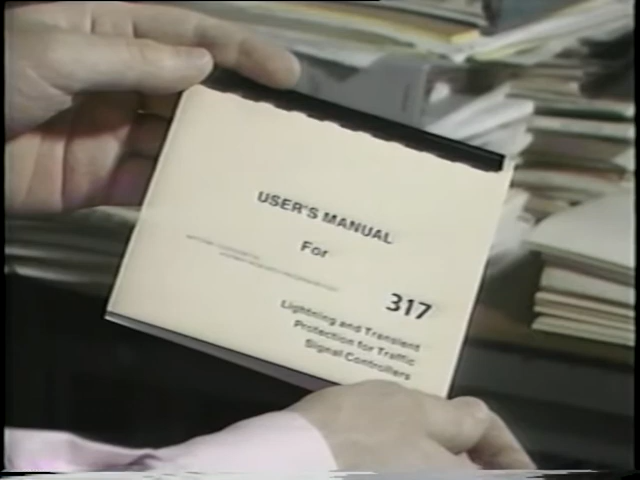 USER'S MANUAL
For
317
Lightning and Transient
Protection for Traffic
Signal Controllers